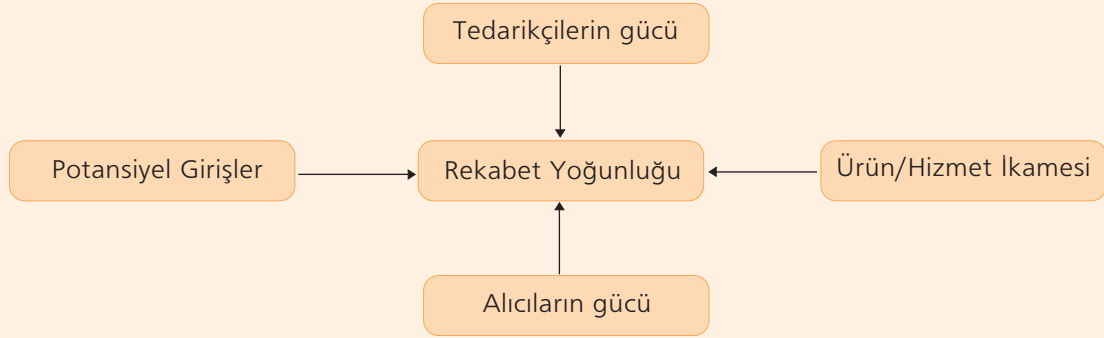 Tedarikçilerin gücü
Potansiyel Girişler
Rekabet Yoğunluğu
Ürün/Hizmet İkamesi
Alıcıların gücü